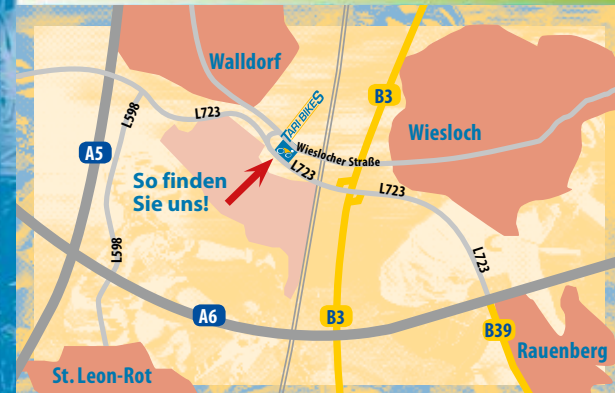 Walldorf
B3
L598
L723
TARI BIKES
Wiesloch
A5
Wieslocher Straße
So finden
Sie uns!
L723
L723
L598
L723
A6
B3
B39
Rauenberg
St. Leon-Rot